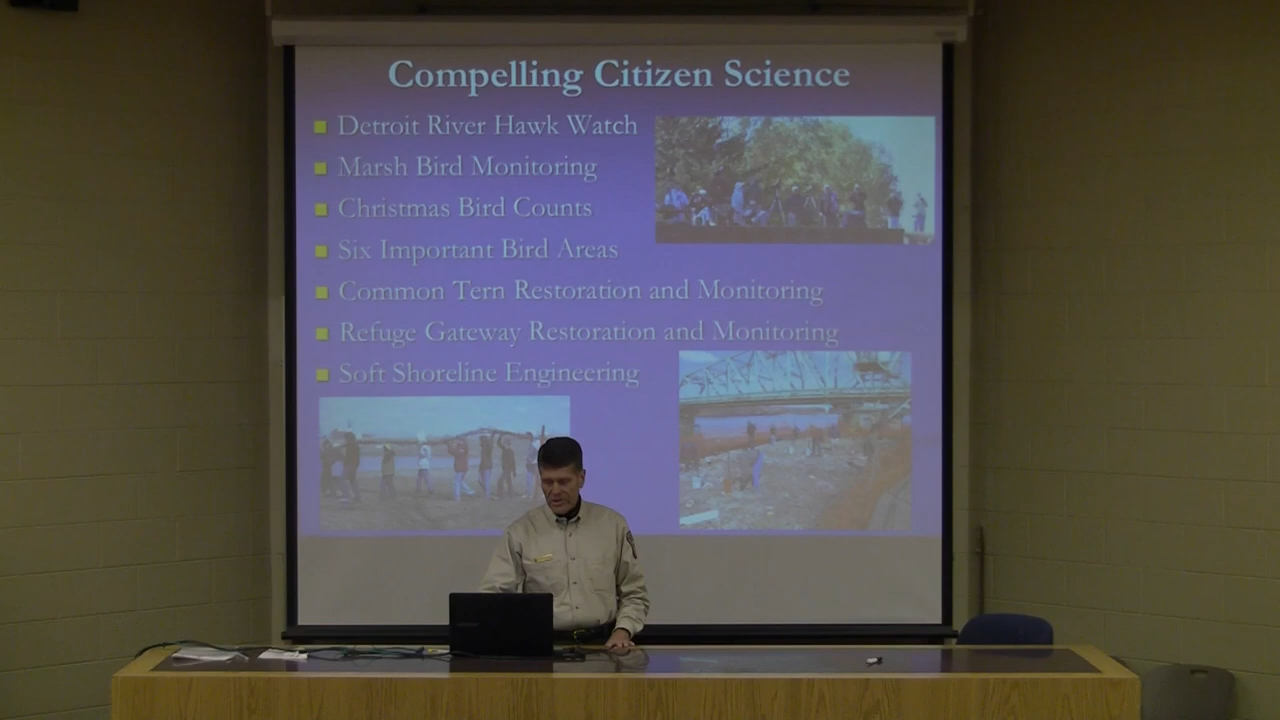 Compelling Citizen Science
Detroit River Hawk Watch
Marsh Bird Monitoring
Christmas Bird Counts
Six Important Bird Areas
Common Tern Restoration and Monitoring
Refuge Gateway Restoration and Monitoring
Soft Shoreline Engineering